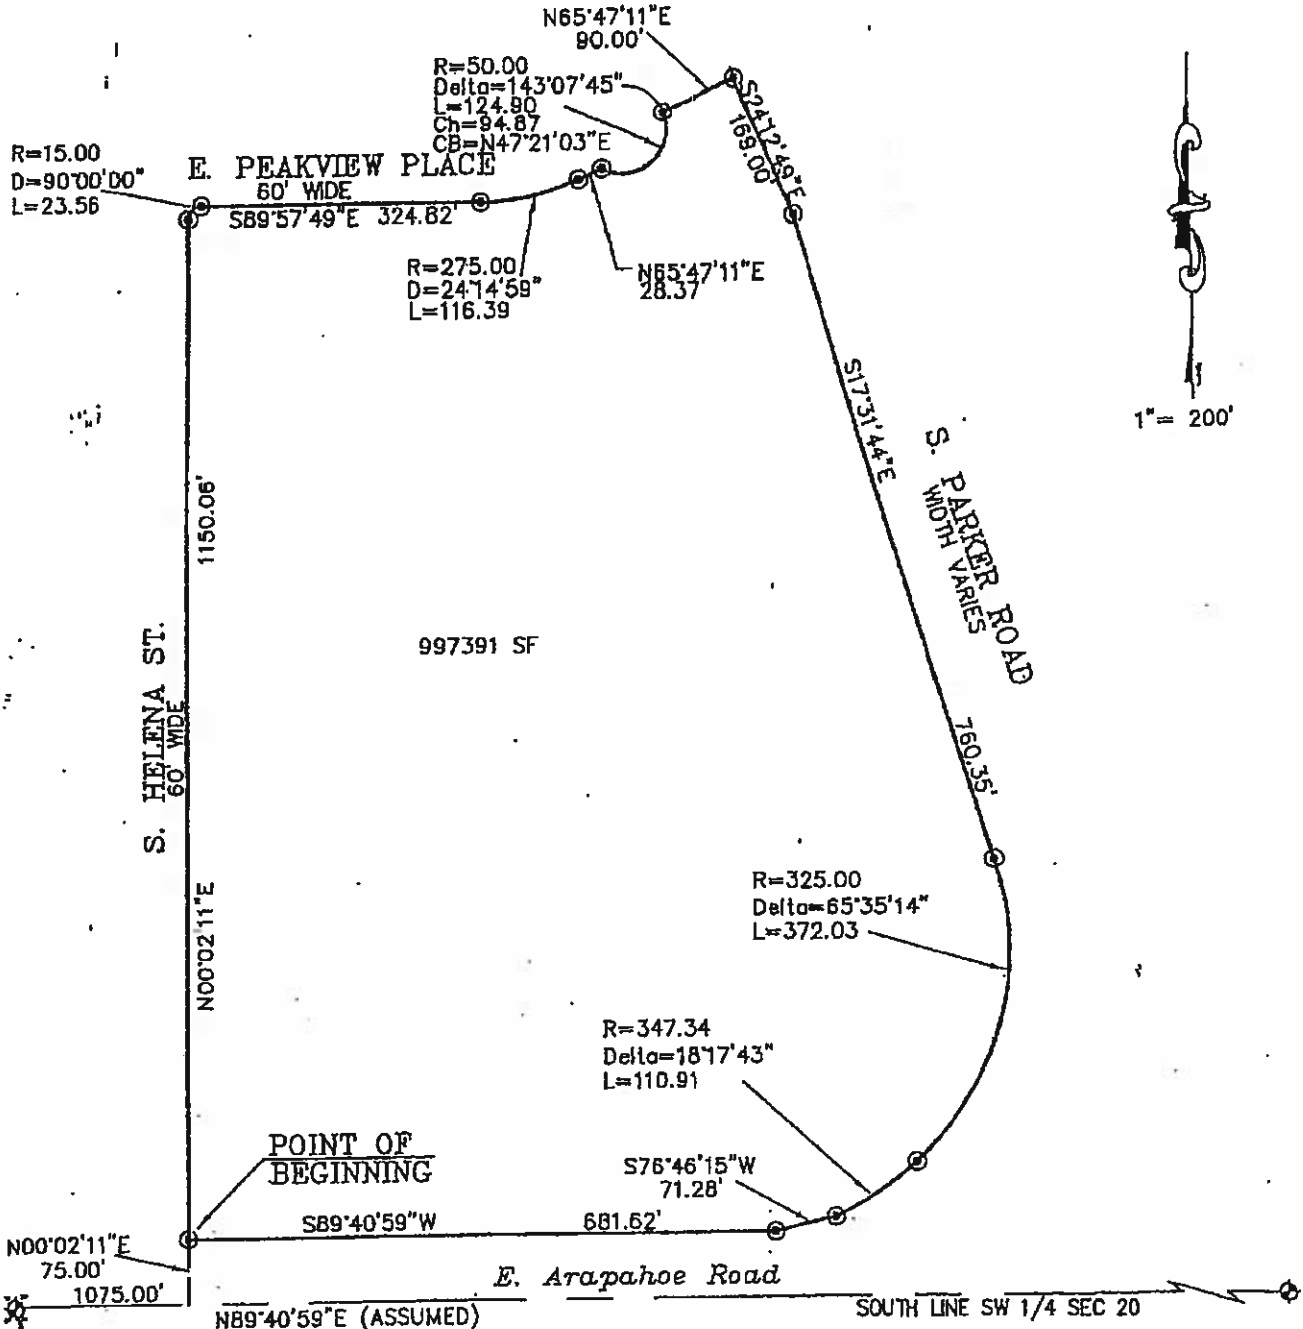 N65°47'11"E
90.00'
R=50.00
Delta=143°07'45"
L=124.90
Ch=94.87
CB=N47°21'03"E
R=15.00
D=90°00'00"
L=23.56
E. PEAKVIEW PLACE
60' WIDE
S89°57'49"E 324.82'
S24°12'49"E
169.00'
R=275.00
D=24°14'59"
L=116.39
N65°47'11"E
28.37'
1"= 200'
S17°31'44"E
760.35'
S. PARKER ROAD
WIDTH VARIES
1150.06'
N00°02'11"E
S. HELENA ST.
60' WIDE
997391 SF
R=325.00
Delta=65°35'14"
L=372.03
R=347.34
Delta=18°17'43"
L=110.91
POINT OF
BEGINNING
S76°46'15"W
71.28'
S89°40'59"W 681.62'
N00°02'11"E
75.00'
1075.00'
E. Arapahoe Road
N89°40'59"E (ASSUMED)
SOUTH LINE SW 1/4 SEC 20